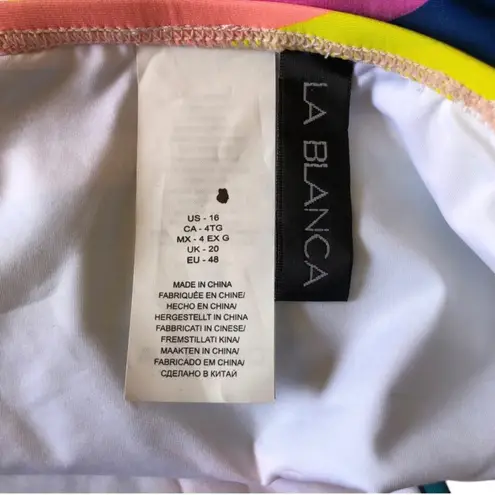 US - 16
CA - 4TG
MX - 4 EX G
UK - 20
EU - 48
MADE IN CHINA
FABRIQUÉE EN CHINE/
HECHO EN CHINA/
HERGESTELLT IN CHINA/
FABBRICATI IN CINESE/
FREMSTILLATI KINA/
MAAKTEN IN CHINA/
FABRICADO EM CHINA/
СДЕЛАНО В КИТАЙ
LA BLANCA